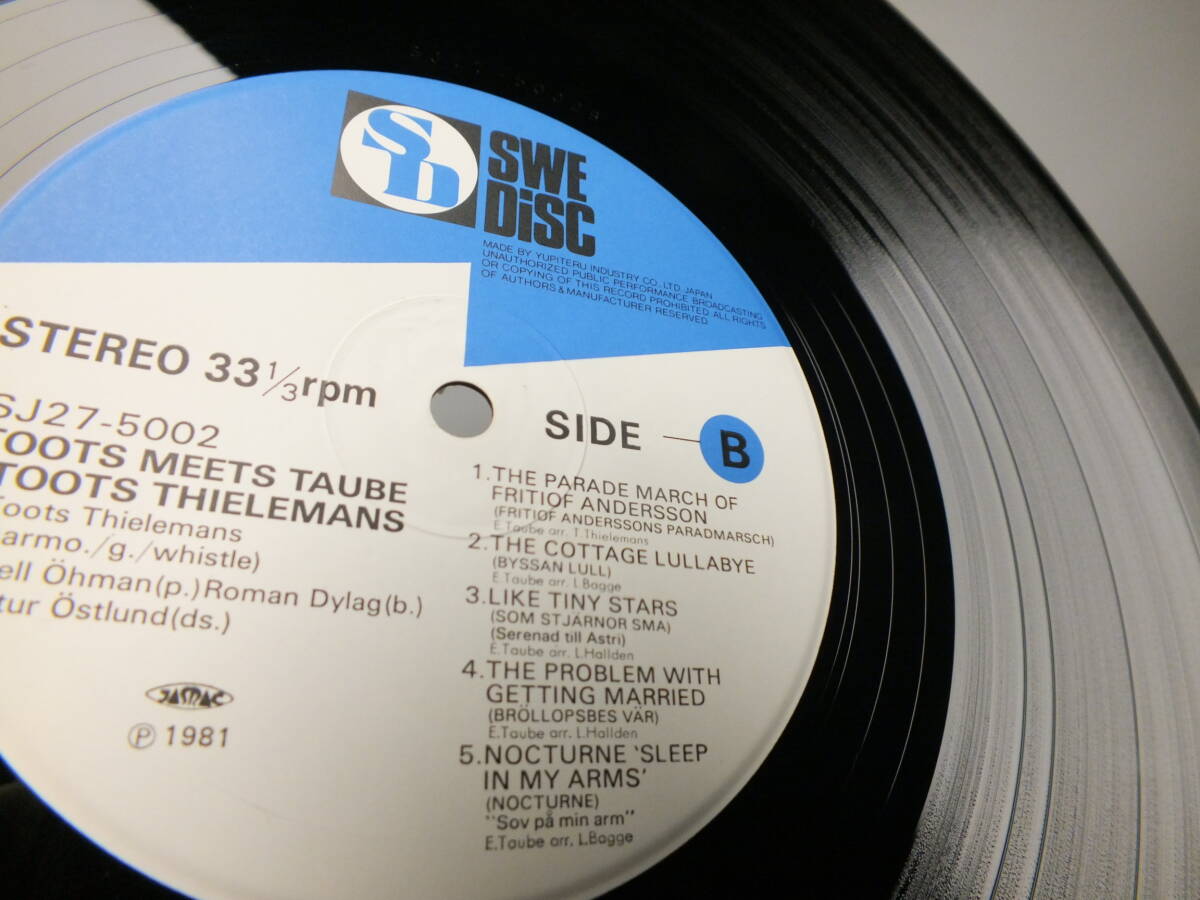 SD
SWE
DiSC
MADE BY YUPITERU INDUSTRY CO., LTD. JAPAN
UNAUTHORIZED PUBLIC PERFORMANCE BROADCASTING
OR COPYING OF THIS RECORD PROHIBITED ALL RIGHTS
OF AUTHORS & MANUFACTURER RESERVED
STEREO 33 1/3 rpm
SJ27-5002
TOOTS MEETS TAUBE
TOOTS THIELEMANS
Toots Thielemans
armo./g./whistle)
ell Öhman(p.)Roman Dylag(b.)
tur Östlund(ds.)
JASRAC
Ⓟ 1981
SIDE — B
1.THE PARADE MARCH OF
FRITIOF ANDERSSON
(FRITIOF ANDERSSONS PARADMARSCH)
E.Taube arr. T.Thielemans
2.THE COTTAGE LULLABYE
(BYSSAN LULL)
E.Taube arr. L.Bagge
3.LIKE TINY STARS
(SOM STJARNOR SMA)
(Serenad till Astri)
E.Taube arr. L.Hallden
4.THE PROBLEM WITH
GETTING MARRIED
(BRÖLLOPSBES VÄR)
E.Taube arr. L.Hallden
5.NOCTURNE 'SLEEP
IN MY ARMS'
(NOCTURNE)
"Sov på min arm"
E.Taube arr. L.Bagge